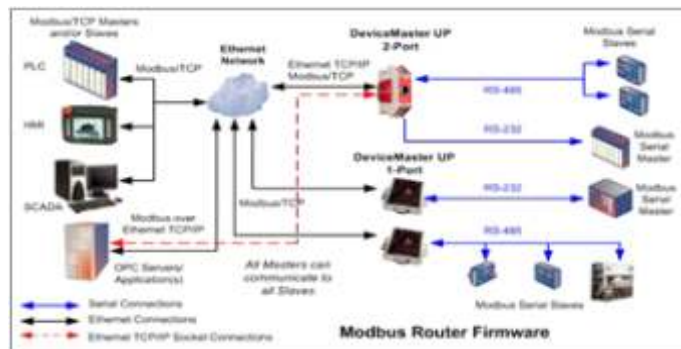 Modbus/TCP Masters
and/or Slaves
PLC
Modbus/TCP
HMI
SCADA
OPC Servers/
Application(s)
Ethernet
Network
Ethernet TCP/IP
Modbus/TCP
DeviceMaster UP
2-Port
Modbus Serial
Slaves
RS-485
RS-232
Modbus
Serial
Master
DeviceMaster UP
1-Port
Modbus/TCP
RS-232
Modbus
Serial
Master
RS-485
Modbus over
Ethernet TCP/IP
All Masters can
communicate to
all Slaves
Modbus Serial Slaves
Serial Connections
Ethernet Connections
Ethernet TCP/IP Socket Connections
Modbus Router Firmware